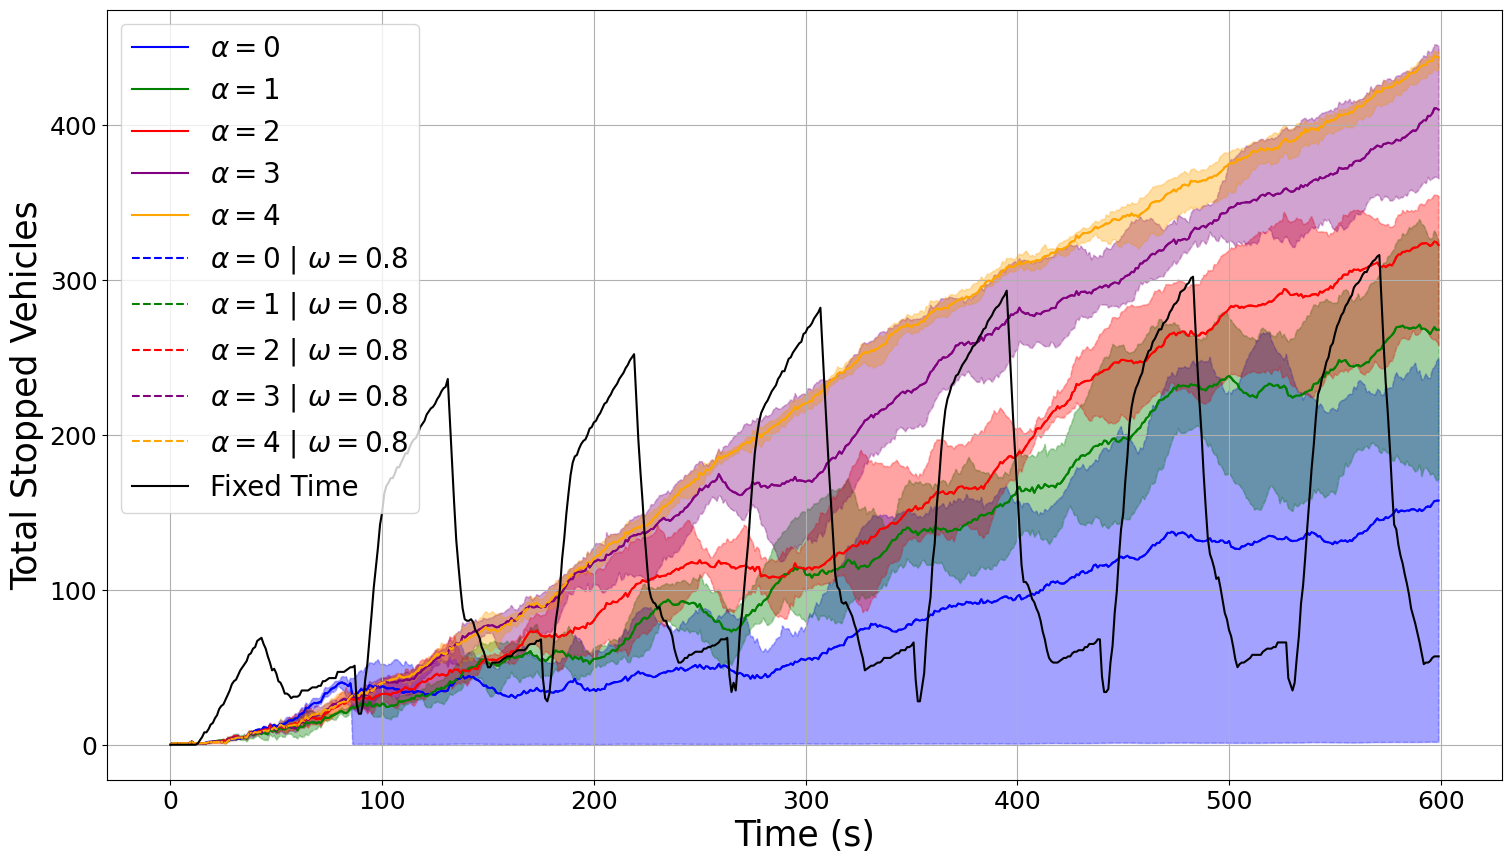 α = 0
α = 1
α = 2
α = 3
α = 4
α = 0 | ω = 0.8
α = 1 | ω = 0.8
α = 2 | ω = 0.8
α = 3 | ω = 0.8
α = 4 | ω = 0.8
Fixed Time
Total Stopped Vehicles
400
300
200
100
0
0 100 200 300 400 500 600
Time (s)